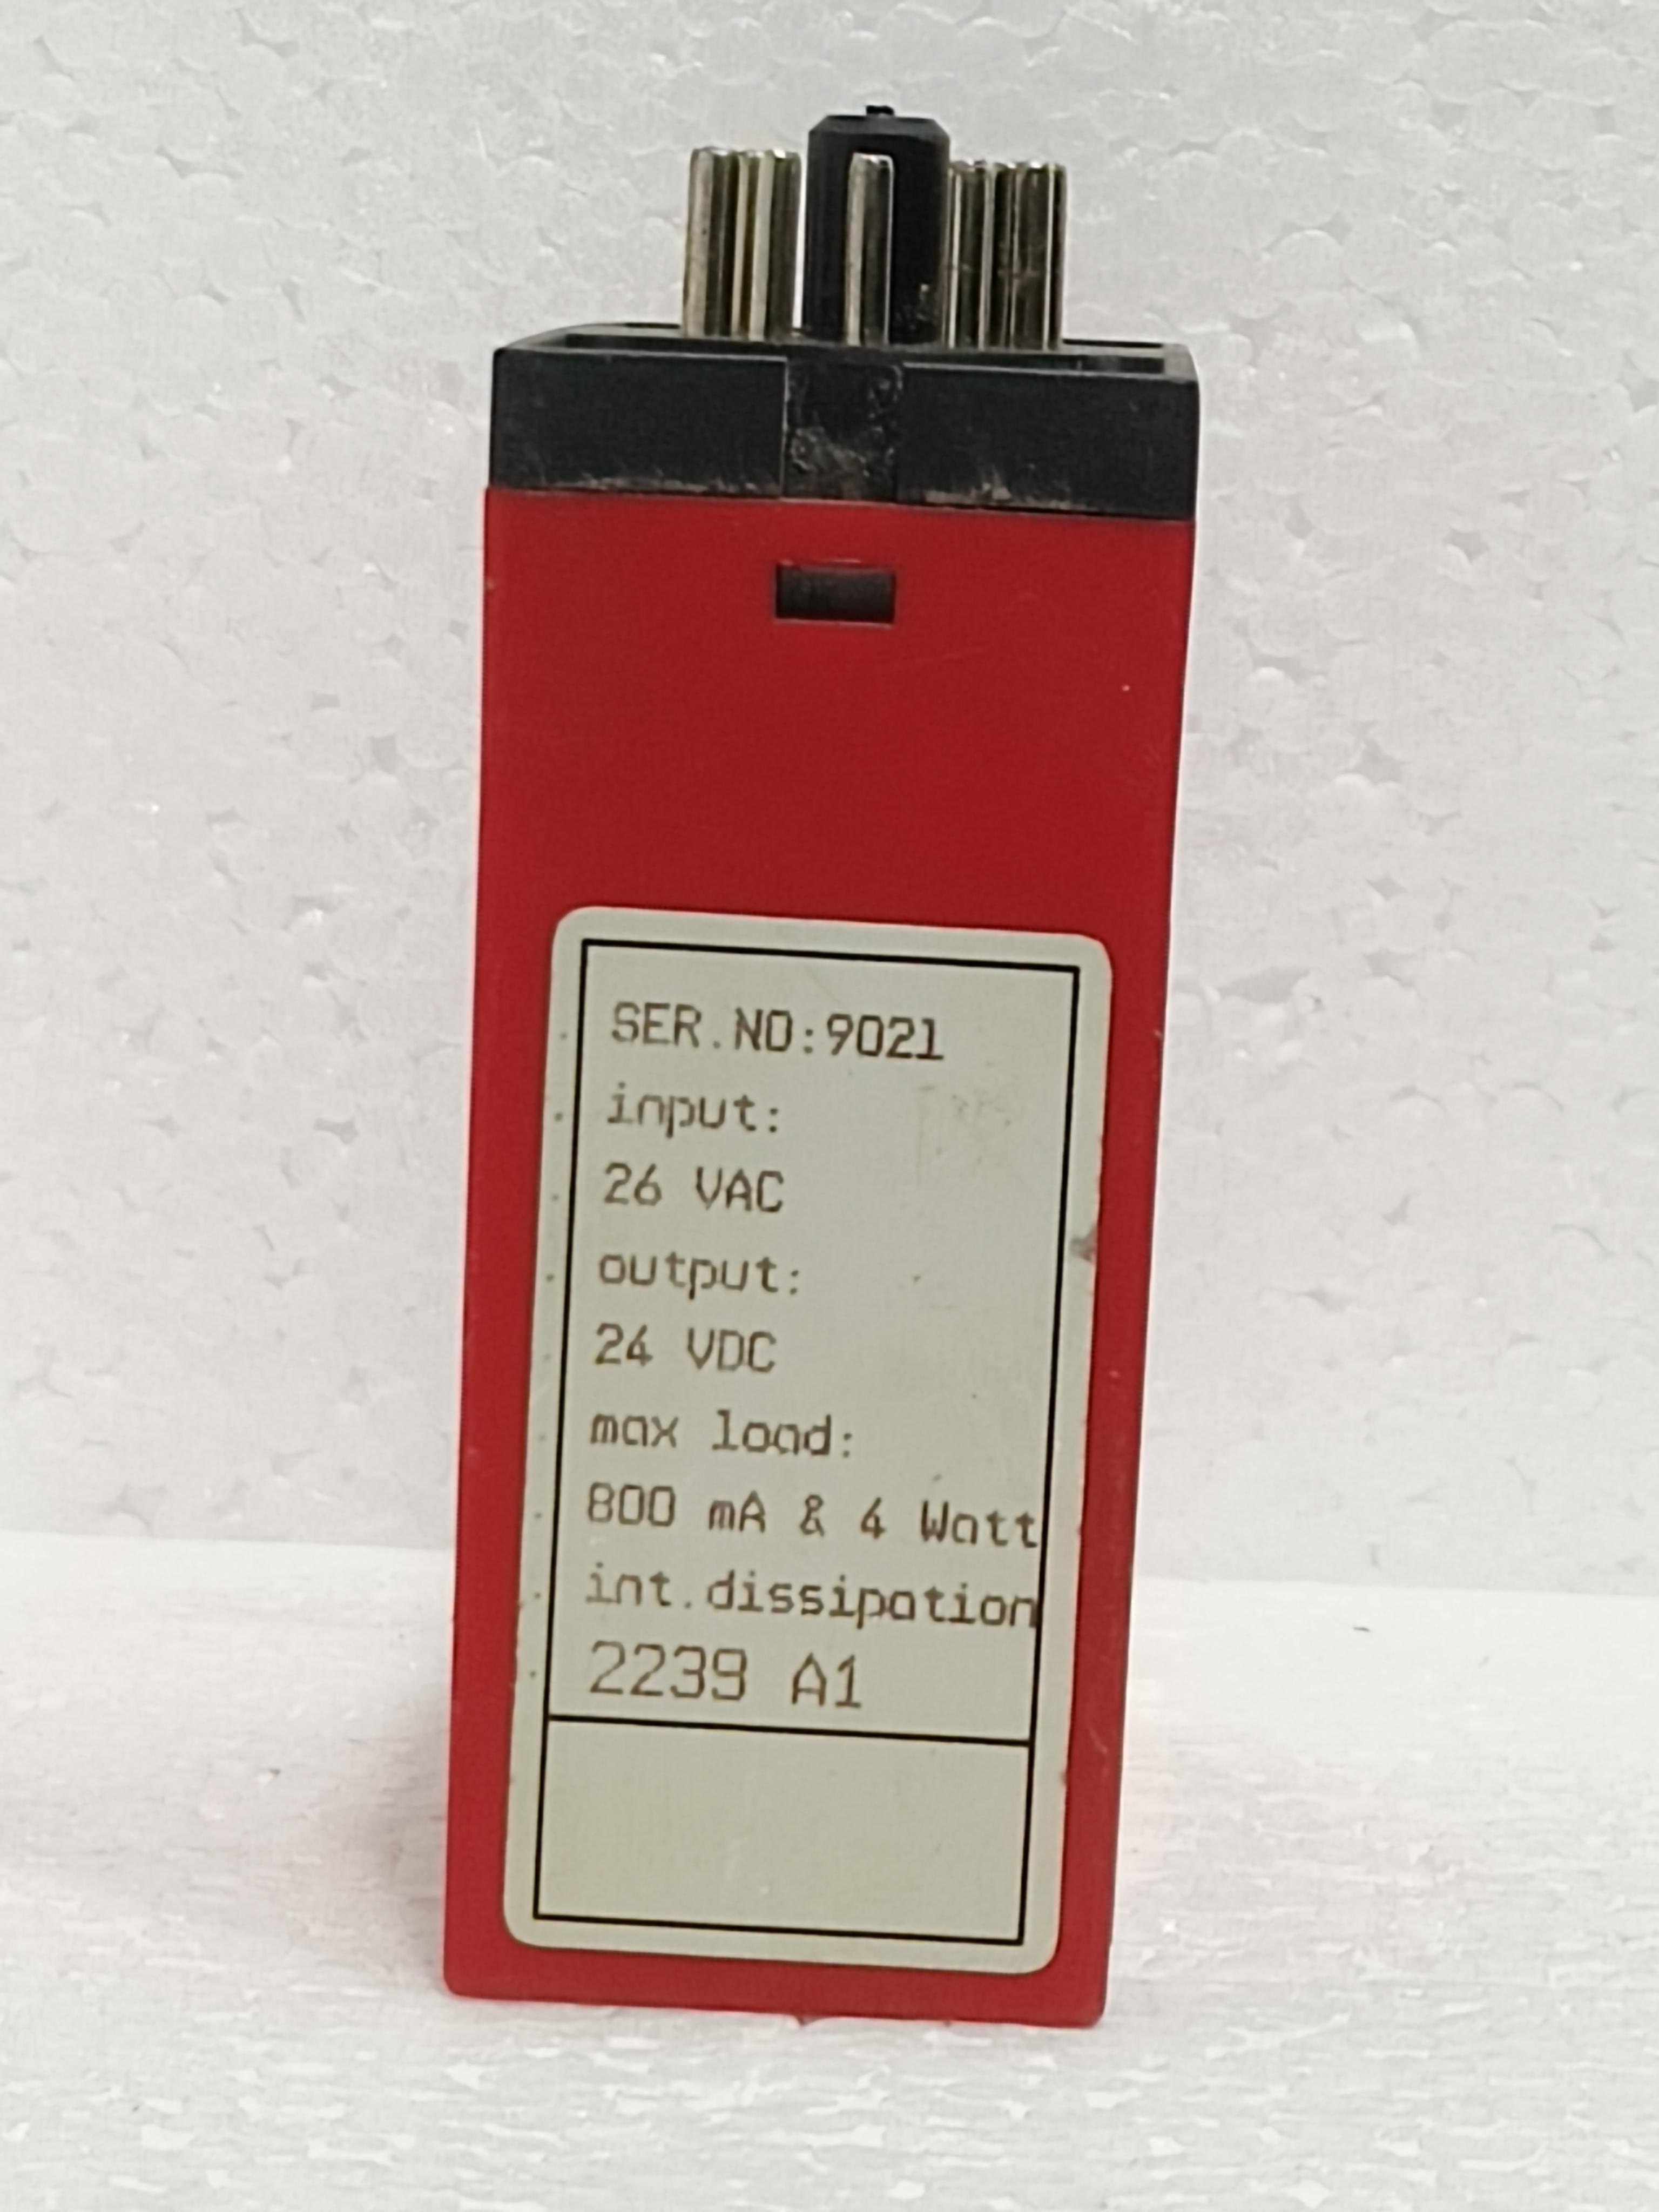 SER.NO:9021
input:
26 VAC
output:
24 VDC
max load:
800 mA & 4 Watt
int.dissipation
2239 A1